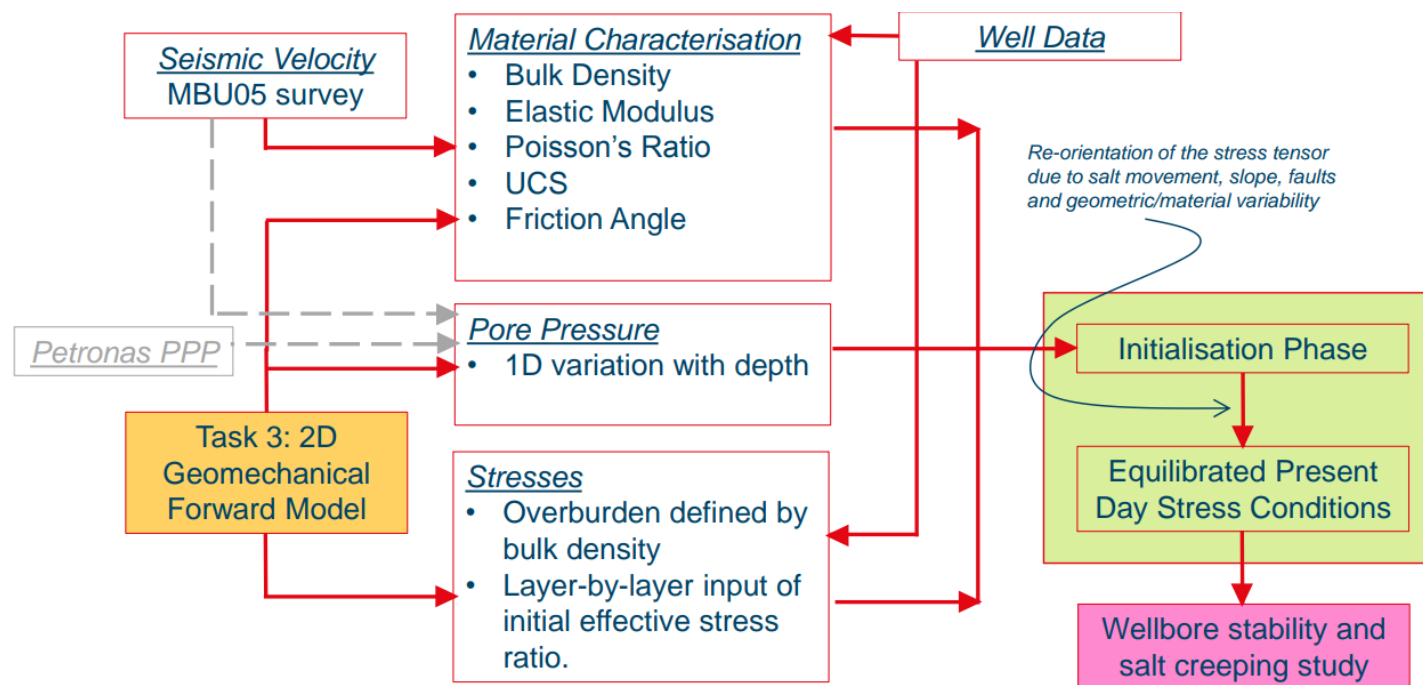 Seismic Velocity
MBU05 survey
Material Characterisation
• Bulk Density
• Elastic Modulus
• Poisson's Ratio
• UCS
• Friction Angle
Well Data
Re-orientation of the stress tensor
due to salt movement, slope, faults
and geometric/material variability
Petronas PPP
Pore Pressure
• 1D variation with depth
Task 3: 2D
Geomechanical
Forward Model
Stresses
• Overburden defined by
bulk density
• Layer-by-layer input of
initial effective stress
ratio.
Initialisation Phase
Equilibrated Present
Day Stress Conditions
Wellbore stability and
salt creeping study